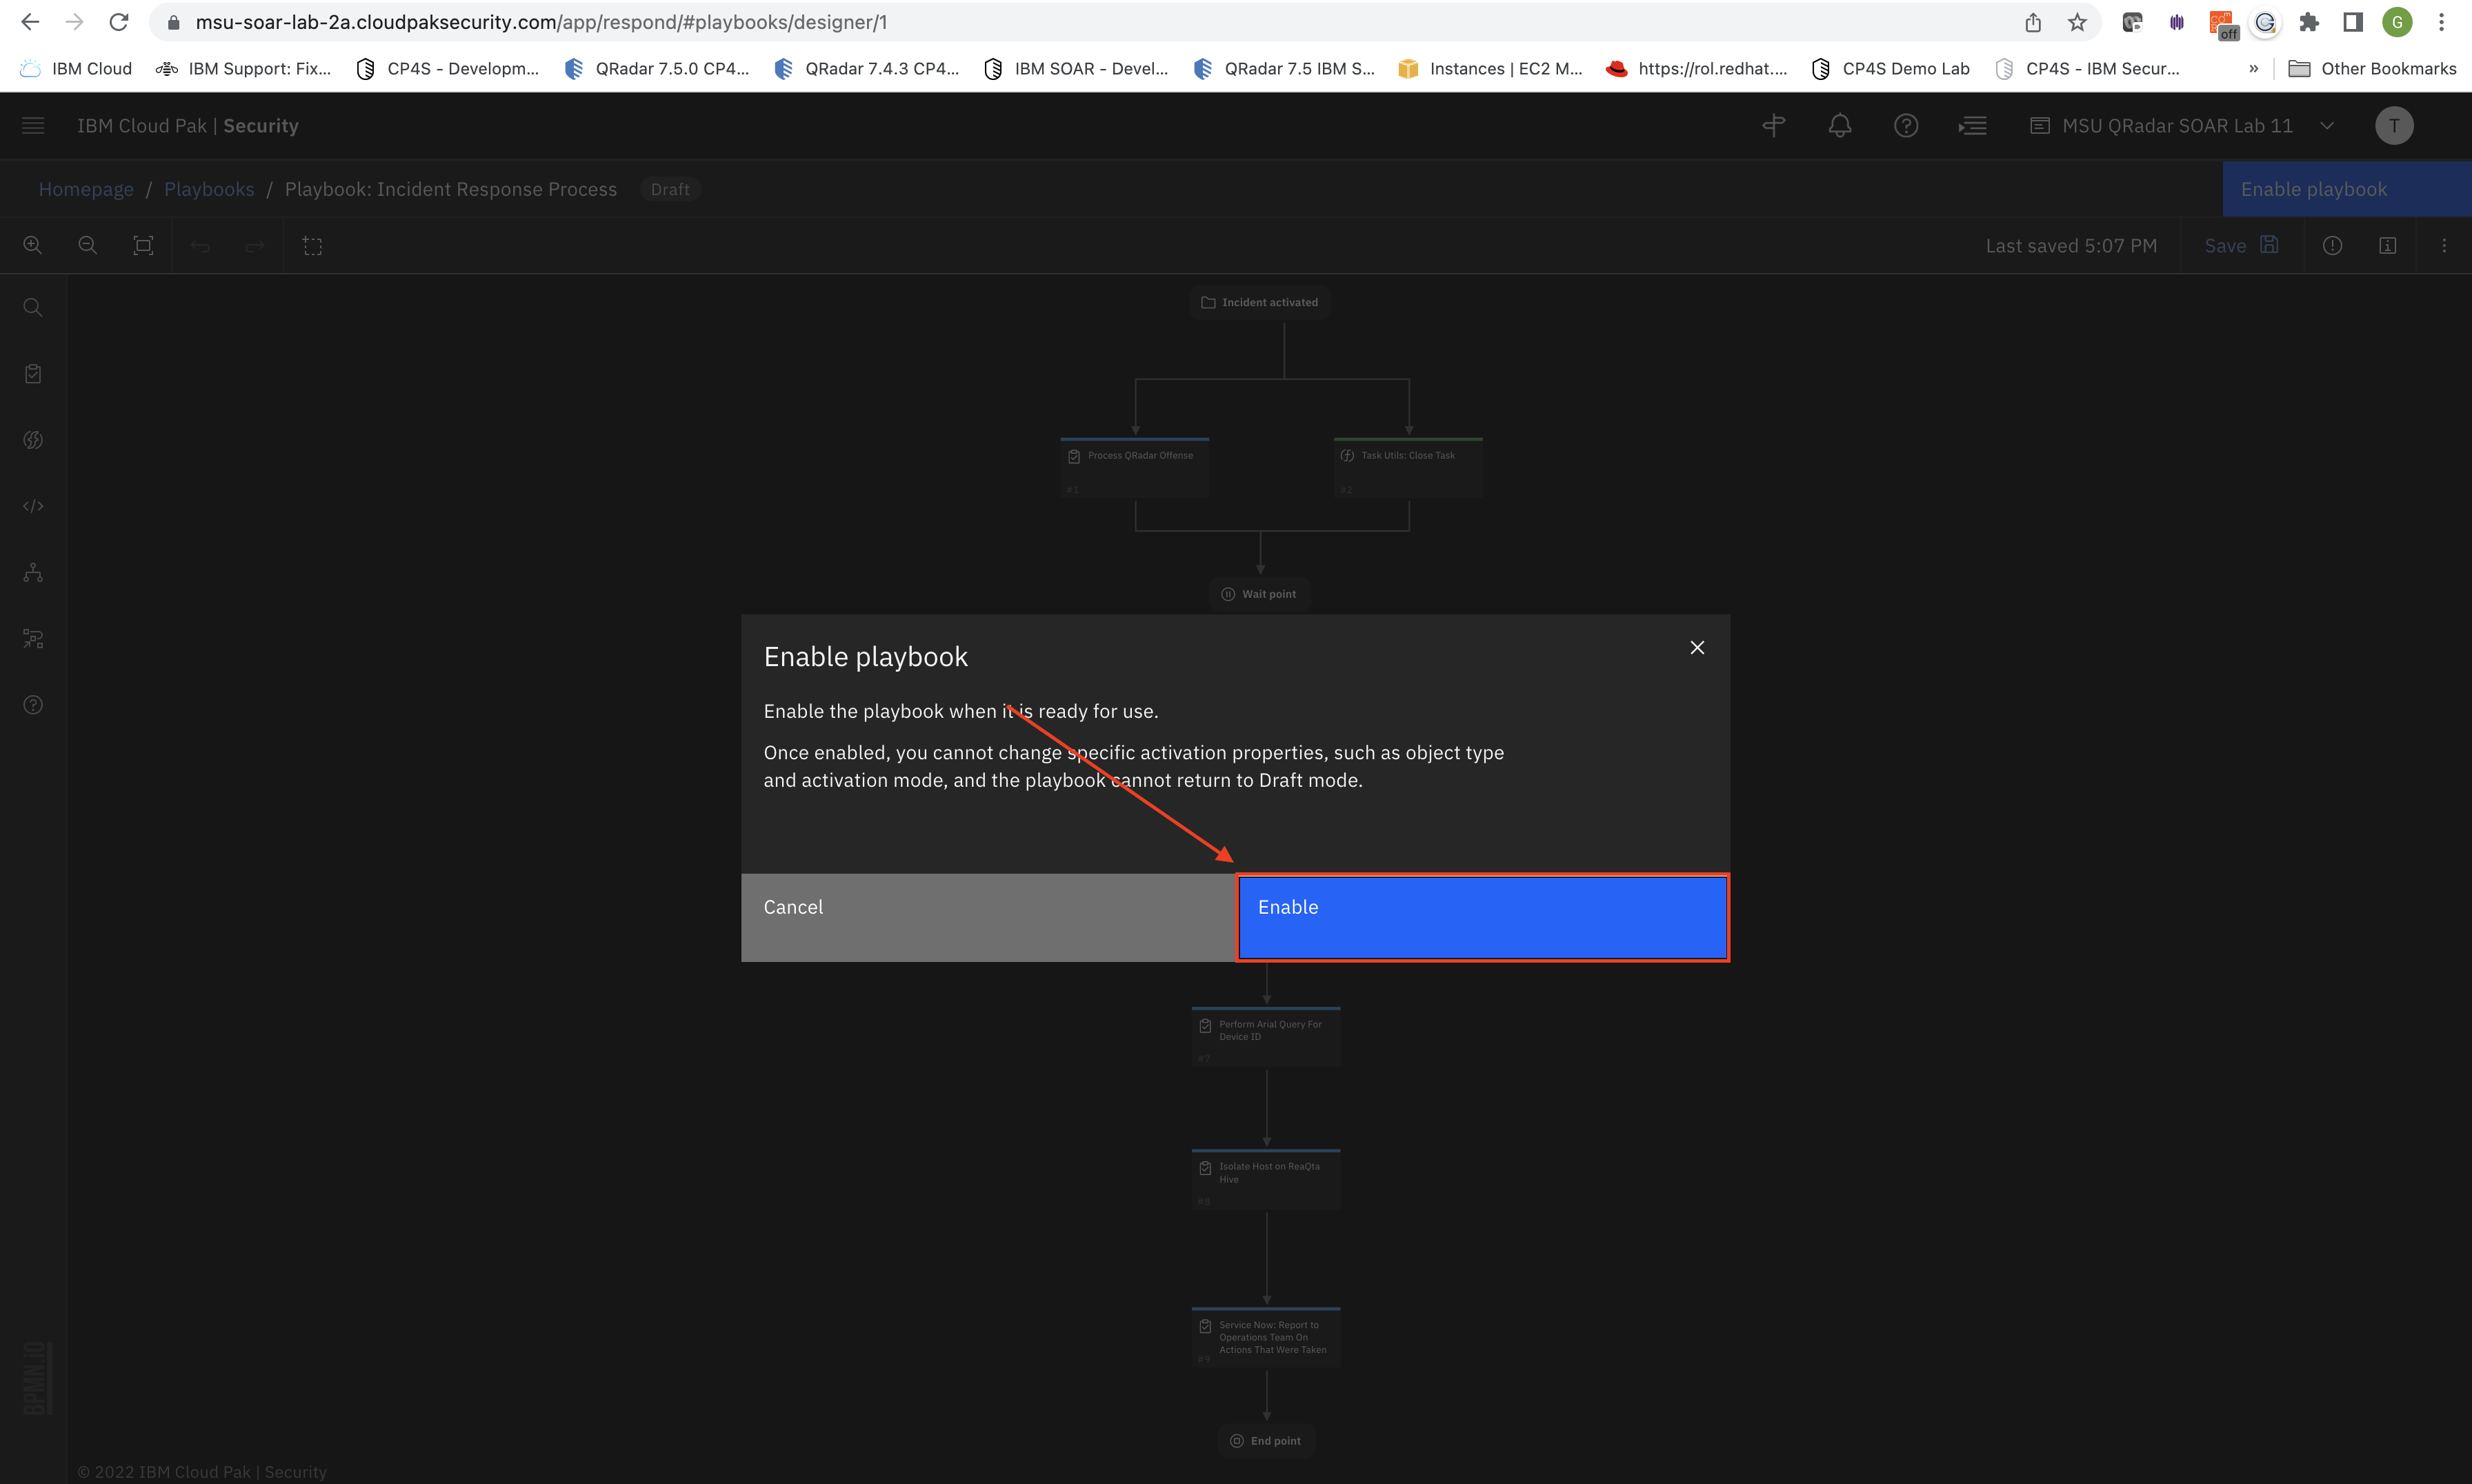 msu-soar-lab-2a.cloudpaksecurity.com/app/respond/#playbooks/designer/1
off
G
IBM Cloud
IBM Support: Fix...
CP4S - Developm...
QRadar 7.5.0 CP4...
QRadar 7.4.3 CP4...
IBM SOAR - Devel...
QRadar 7.5 IBM S...
Instances | EC2 M...
https://rol.redhat....
CP4S Demo Lab
CP4S - IBM Secur...
»
Other Bookmarks
IBM Cloud Pak | Security
MSU QRadar SOAR Lab 11
T
Homepage / Playbooks / Playbook: Incident Response Process
Draft
Enable playbook
Last saved 5:07 PM
Save
Incident activated
Process QRadar Offense
#1
Task Utils: Close Task
#2
Wait point
Enable playbook
Enable the playbook when it is ready for use.
Once enabled, you cannot change specific activation properties, such as object type
and activation mode, and the playbook cannot return to Draft mode.
Cancel
Enable
Perform Arial Query For
Device ID
#7
Isolate Host on ReaQta
Hive
#8
Service Now: Report to
Operations Team On
Actions That Were Taken
#9
End point
BPMN.iO
© 2022 IBM Cloud Pak | Security